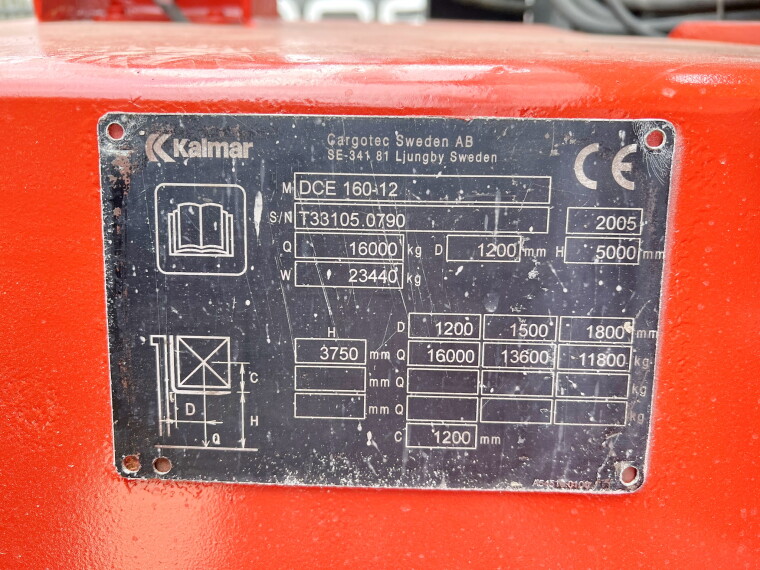 Kalmar
Cargotec Sweden AB
SE-341 81 Ljungby Sweden
CE
M DCE 160-12
S/N T33105.0790 2005
Q 16000 kg D 1200 mm H 5000 mm
W 23440 kg
H D 1200 1500 1800 mm
3750 mm Q 16000 13600 11800 kg
mm Q kg
mm Q kg
C 1200 mm
C
D H
Q